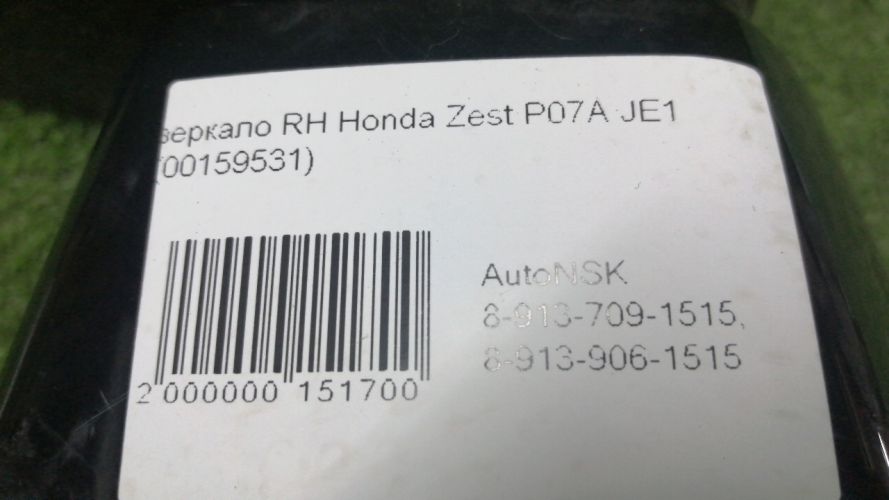 зеркало RH Honda Zest P07A JE1
(00159531)
AutoNSK
8-913-709-1515,
8-913-906-1515
2 000000 151700